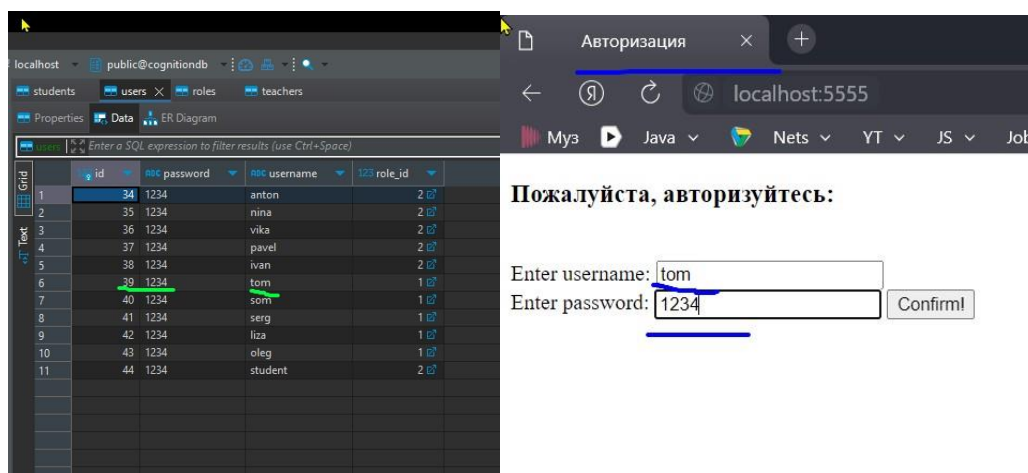 localhost public@cognitiondb
students users roles teachers
Properties Data ER Diagram
users Enter a SQL expression to filter results (use Ctrl+Space)
Grid
Text
id ABC password ABC username 123 role_id
1 34 1234 anton 2
2 35 1234 nina 2
3 36 1234 vika 2
4 37 1234 pavel 2
5 38 1234 ivan 2
6 39 1234 tom 1
7 40 1234 som 1
8 41 1234 serg 1
9 42 1234 liza 1
10 43 1234 oleg 1
11 44 1234 student 2
Авторизация
Я localhost:5555
Муз Java Nets YT JS Job
Пожалуйста, авторизуйтесь:
Enter username: tom
Enter password: 1234 Confirm!